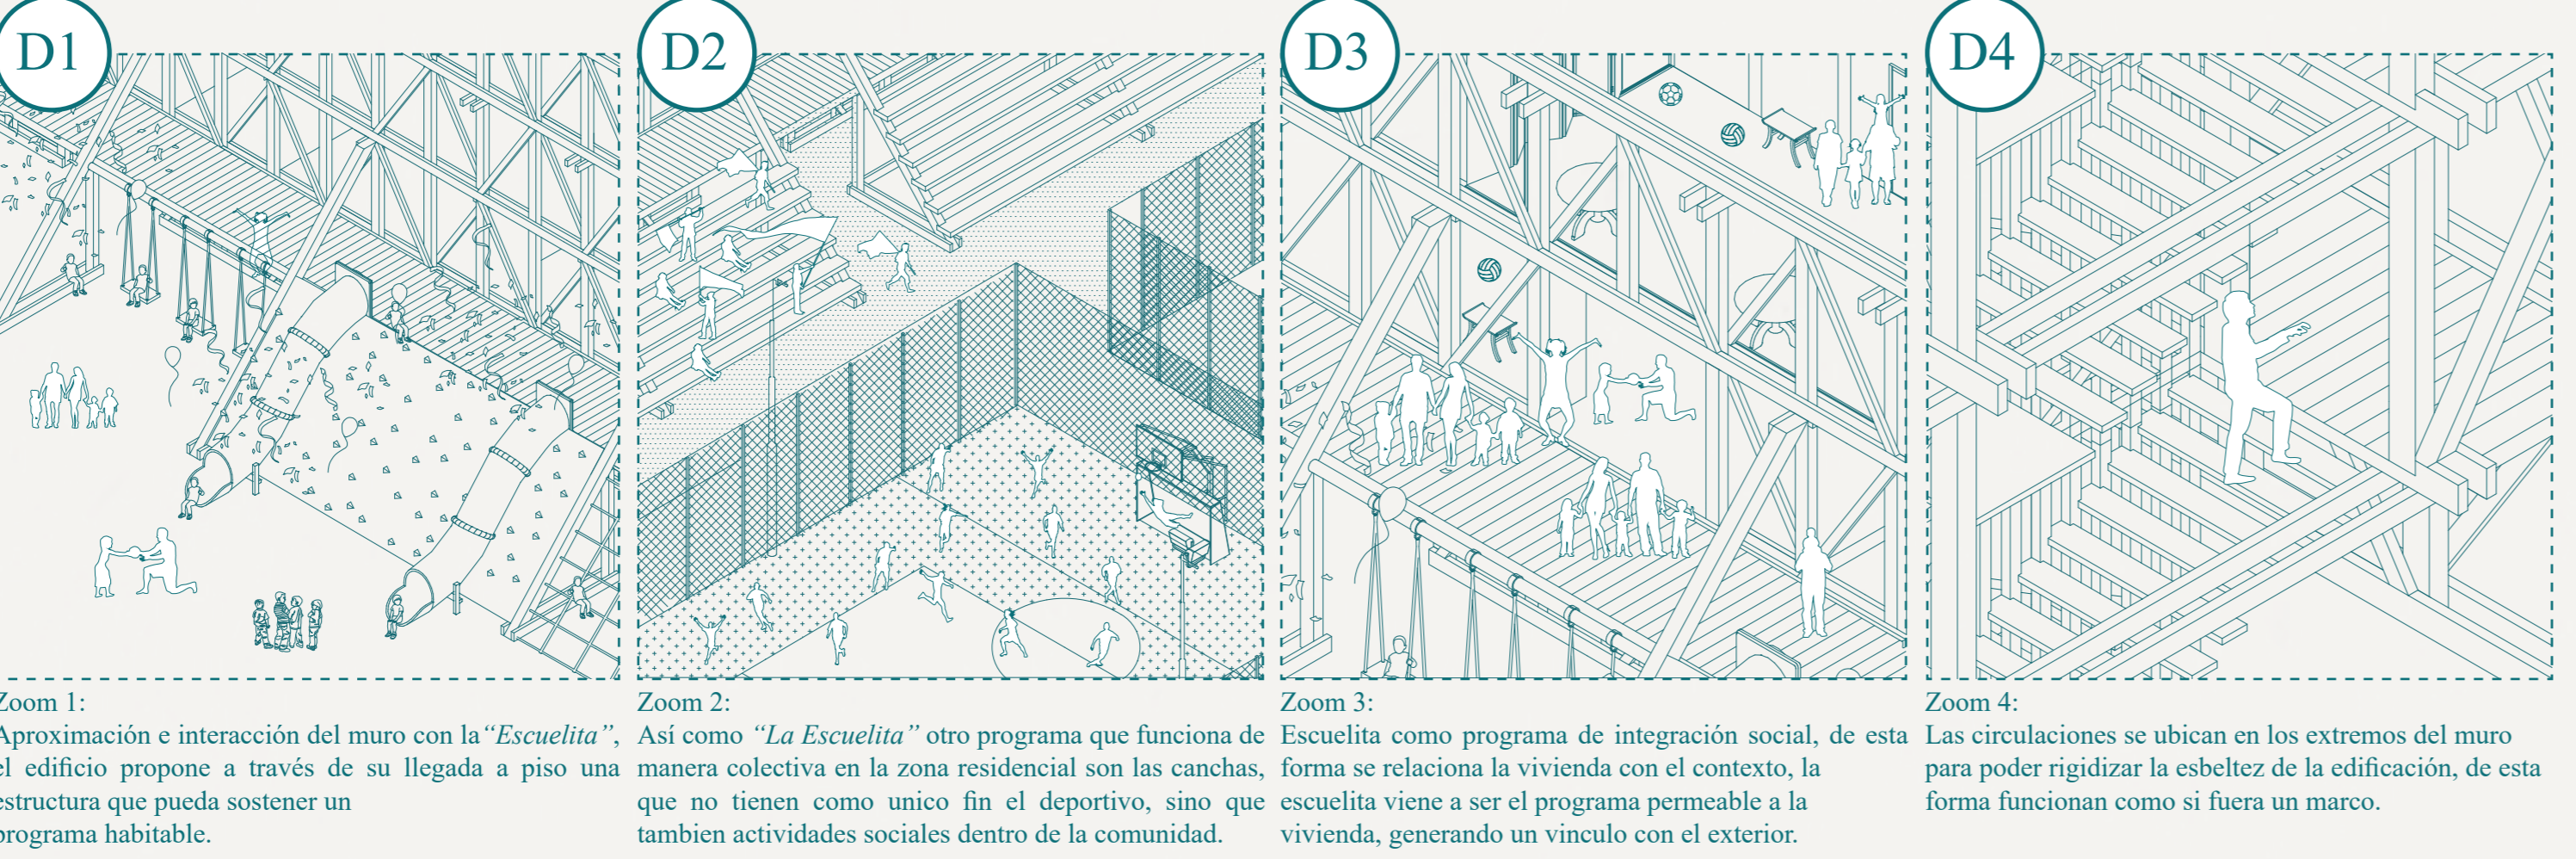 D1
D2
D3
D4
Zoom 1:
Aproximación e interacción del muro con la “Escuelita”,
el edificio propone a través de su llegada a piso una
estructura que pueda sostener un
programa habitable.
Zoom 2:
Así como “La Escuelita” otro programa que funciona de
manera colectiva en la zona residencial son las canchas,
que no tienen como unico fin el deportivo, sino que
tambien actividades sociales dentro de la comunidad.
Zoom 3:
Escuelita como programa de integración social, de esta
forma se relaciona la vivienda con el contexto, la
escuelita viene a ser el programa permeable a la
vivienda, generando un vinculo con el exterior.
Zoom 4:
Las circulaciones se ubican en los extremos del muro
para poder rigidizar la esbeltez de la edificación, de esta
forma funcionan como si fuera un marco.